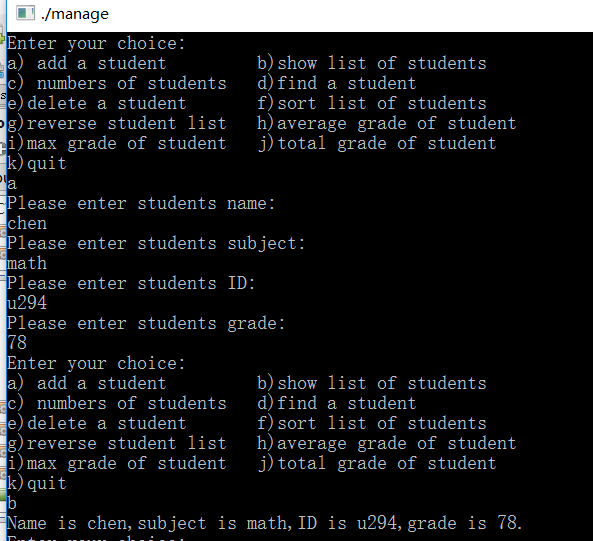 ./manage
Enter your choice:
a) add a student b)show list of students
c) numbers of students d)find a student
e)delete a student f)sort list of students
g)reverse student list h)average grade of student
i)max grade of student j)total grade of student
k)quit
a
Please enter students name:
chen
Please enter students subject:
math
Please enter students ID:
u294
Please enter students grade:
78
Enter your choice:
a) add a student b)show list of students
c) numbers of students d)find a student
e)delete a student f)sort list of students
g)reverse student list h)average grade of student
i)max grade of student j)total grade of student
k)quit
b
Name is chen,subject is math,ID is u294,grade is 78.
Enter your choice: